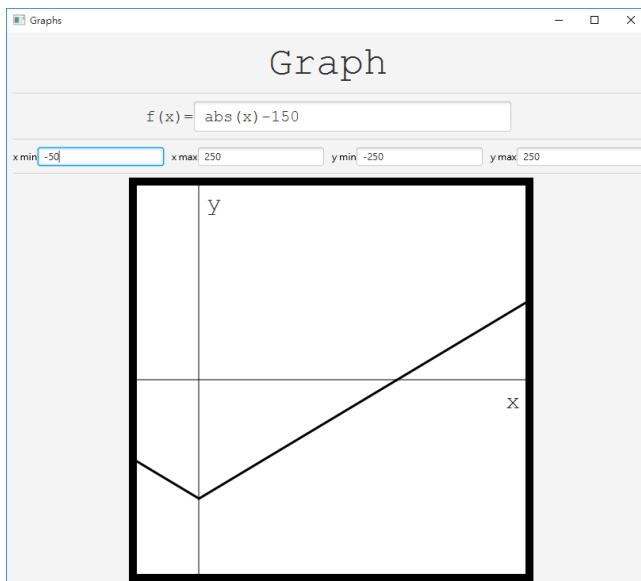 Graphs
Graph
f(x)= abs(x)-150
x min -50 x max 250 y min -250 y max 250
y
x